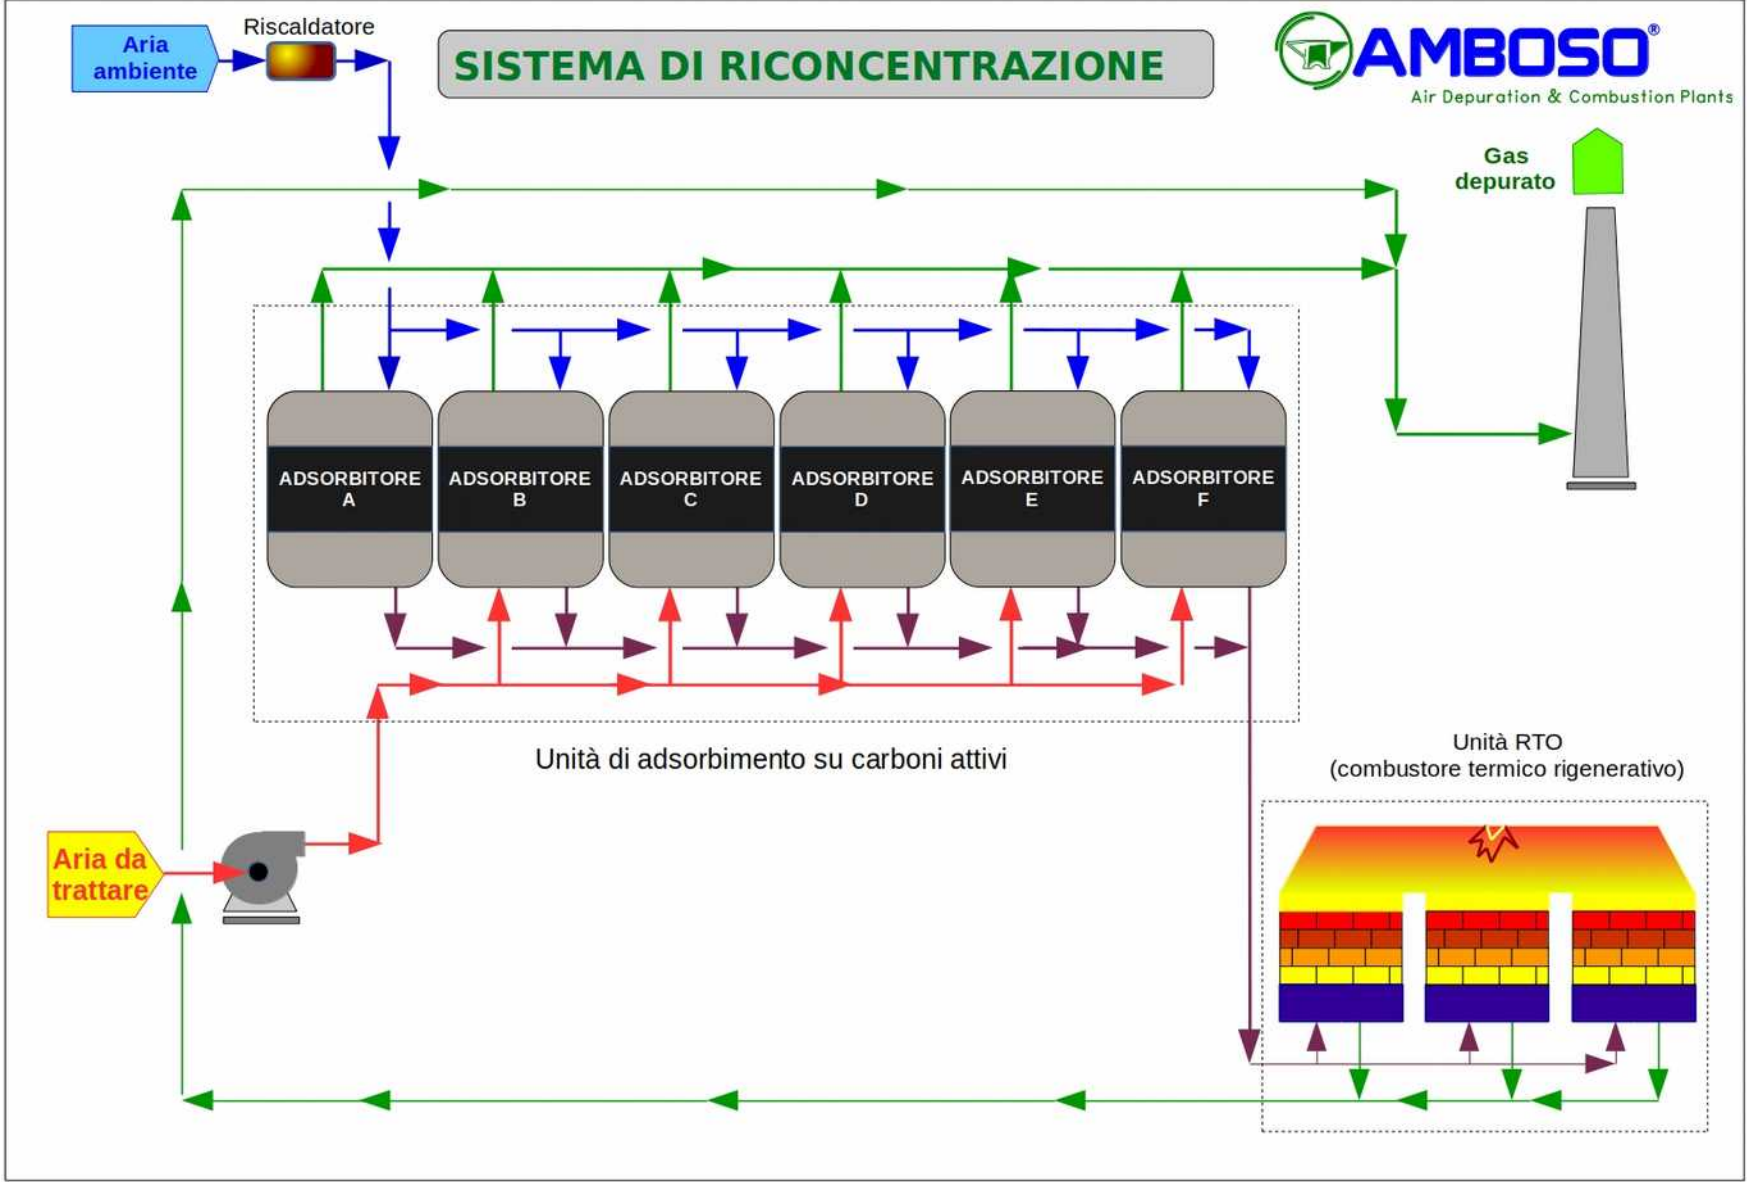 Riscaldatore
Aria
ambiente
SISTEMA DI RICONCENTRAZIONE
AMBOSO®
Air Depuration & Combustion Plants
Gas
depurato
ADSORBITORE
A
ADSORBITORE
B
ADSORBITORE
C
ADSORBITORE
D
ADSORBITORE
E
ADSORBITORE
F
Unità di adsorbimento su carboni attivi
Unità RTO
(combustore termico rigenerativo)
Aria da
trattare